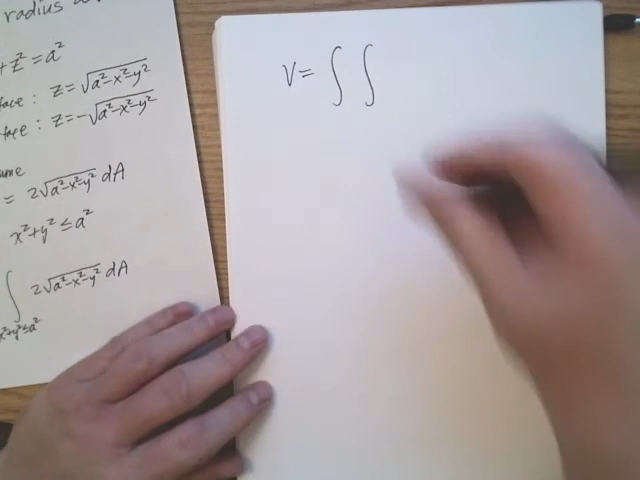 radius
+ z² = a²
face : z = √(a²-x²-y²)
face : z = -√(a²-x²-y²)
ume
= 2√(a²-x²-y²) dA
x²+y² ≤ a²
∫ 2√(a²-x²-y²) dA
x²+y²≤a²
V = ∫ ∫